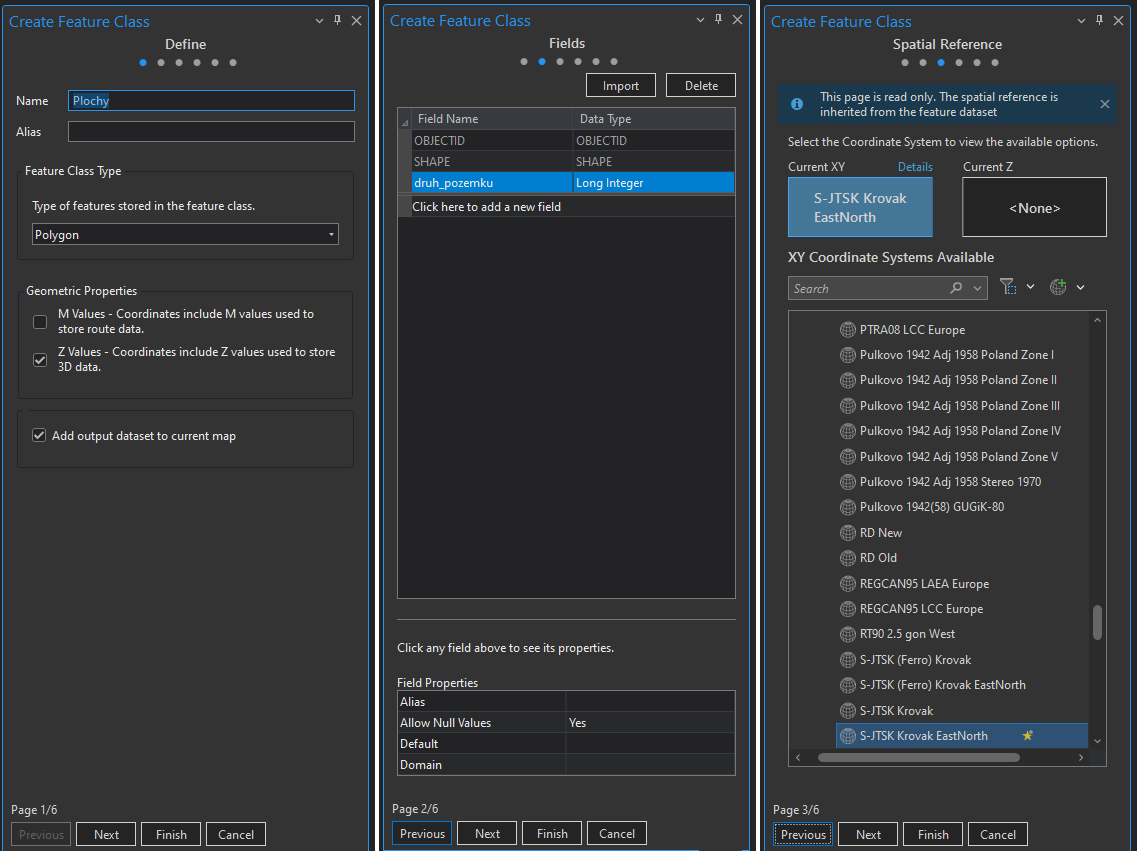 Create Feature Class
Define
Name
Plochy
Alias
Feature Class Type
Type of features stored in the feature class.
Polygon
Geometric Properties
M Values - Coordinates include M values used to
store route data.
Z Values - Coordinates include Z values used to store
3D data.
Add output dataset to current map
Page 1/6
Previous
Next
Finish
Cancel
Create Feature Class
Fields
Import
Delete
Field Name
Data Type
OBJECTID
OBJECTID
SHAPE
SHAPE
druh_pozemku
Long Integer
Click here to add a new field
Click any field above to see its properties.
Field Properties
Alias
Allow Null Values
Yes
Default
Domain
Page 2/6
Previous
Next
Finish
Cancel
Create Feature Class
Spatial Reference
This page is read only. The spatial reference is
inherited from the feature dataset
Select the Coordinate System to view the available options.
Current XY
Details
Current Z
S-JTSK Krovak
EastNorth
<None>
XY Coordinate Systems Available
Search
PTRA08 LCC Europe
Pulkovo 1942 Adj 1958 Poland Zone I
Pulkovo 1942 Adj 1958 Poland Zone II
Pulkovo 1942 Adj 1958 Poland Zone III
Pulkovo 1942 Adj 1958 Poland Zone IV
Pulkovo 1942 Adj 1958 Poland Zone V
Pulkovo 1942 Adj 1958 Stereo 1970
Pulkovo 1942(58) GUGiK-80
RD New
RD Old
REGCAN95 LAEA Europe
REGCAN95 LCC Europe
RT90 2.5 gon West
S-JTSK (Ferro) Krovak
S-JTSK (Ferro) Krovak EastNorth
S-JTSK Krovak
S-JTSK Krovak EastNorth
Page 3/6
Previous
Next
Finish
Cancel